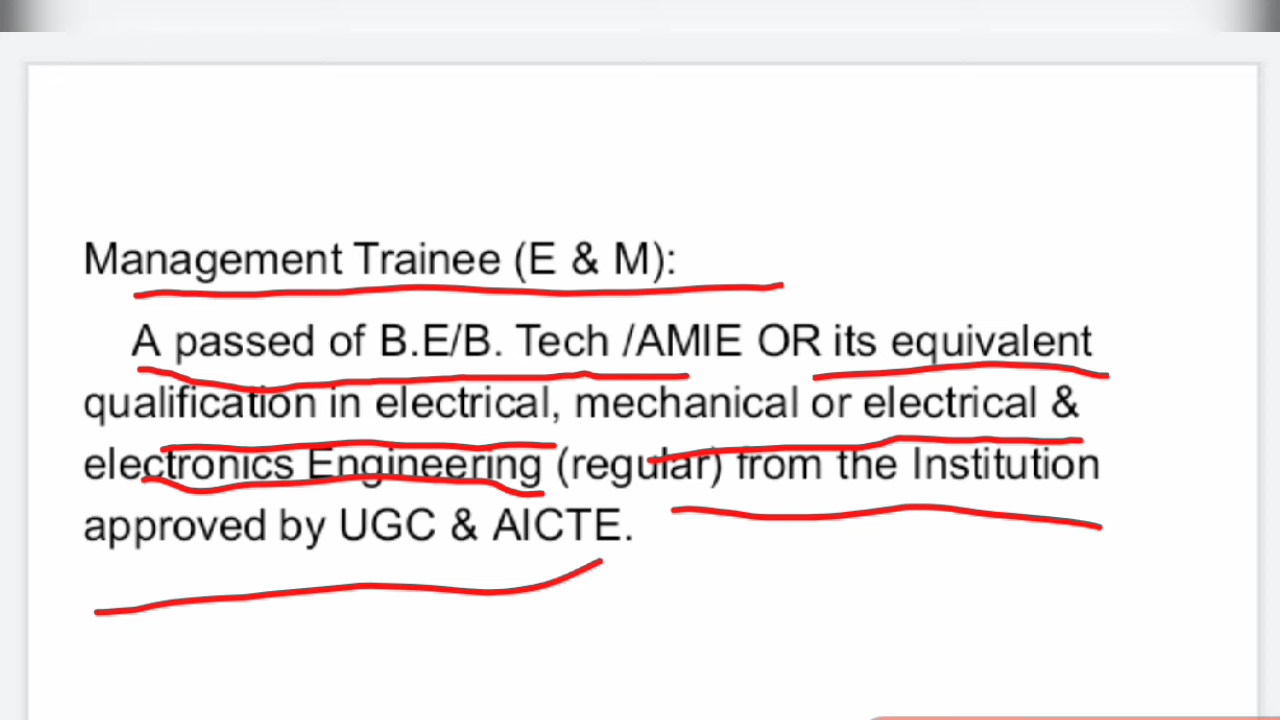 Management Trainee (E & M):
A passed of B.E/B. Tech /AMIE OR its equivalent
qualification in electrical, mechanical or electrical &
electronics Engineering (regular) from the Institution
approved by UGC & AICTE.